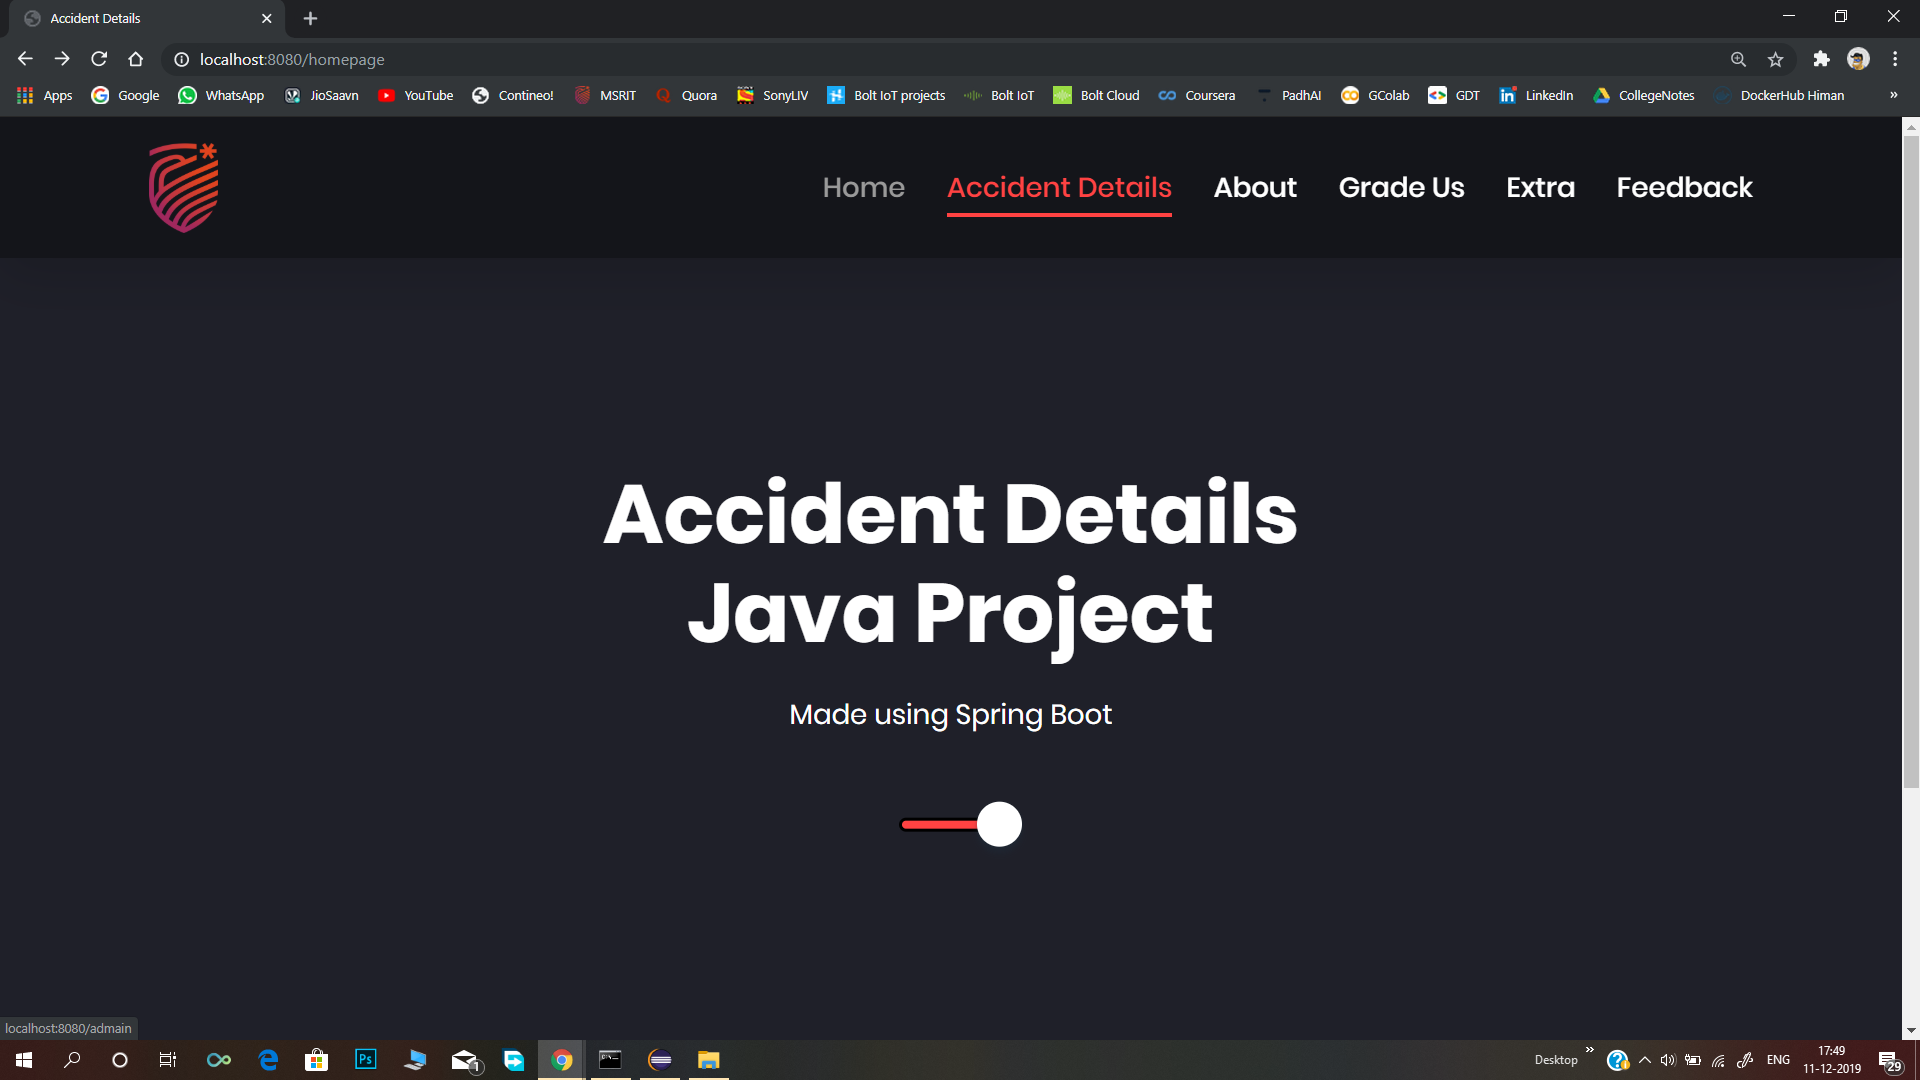 Accident Details
localhost:8080/homepage
Apps Google WhatsApp JioSaavn YouTube Contineo! MSRIT Quora SonyLIV Bolt IoT projects Bolt IoT Bolt Cloud Coursera PadhAI GColab GDT LinkedIn CollegeNotes DockerHub Himan »
Home Accident Details About Grade Us Extra Feedback
Accident Details
Java Project
Made using Spring Boot
localhost:8080/admain
Ps 1 Desktop » ENG 17:49
11-12-2019 29